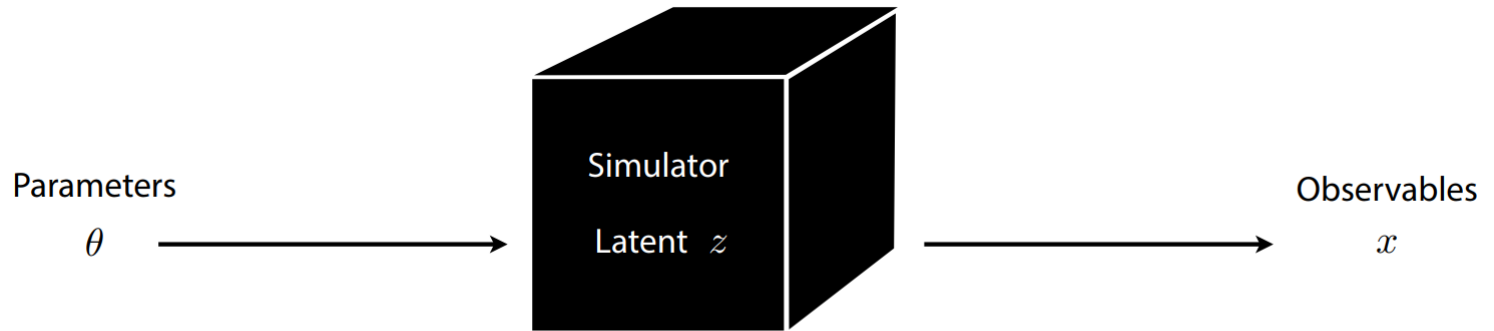 Parameters
θ
Simulator
Latent z
Observables
x